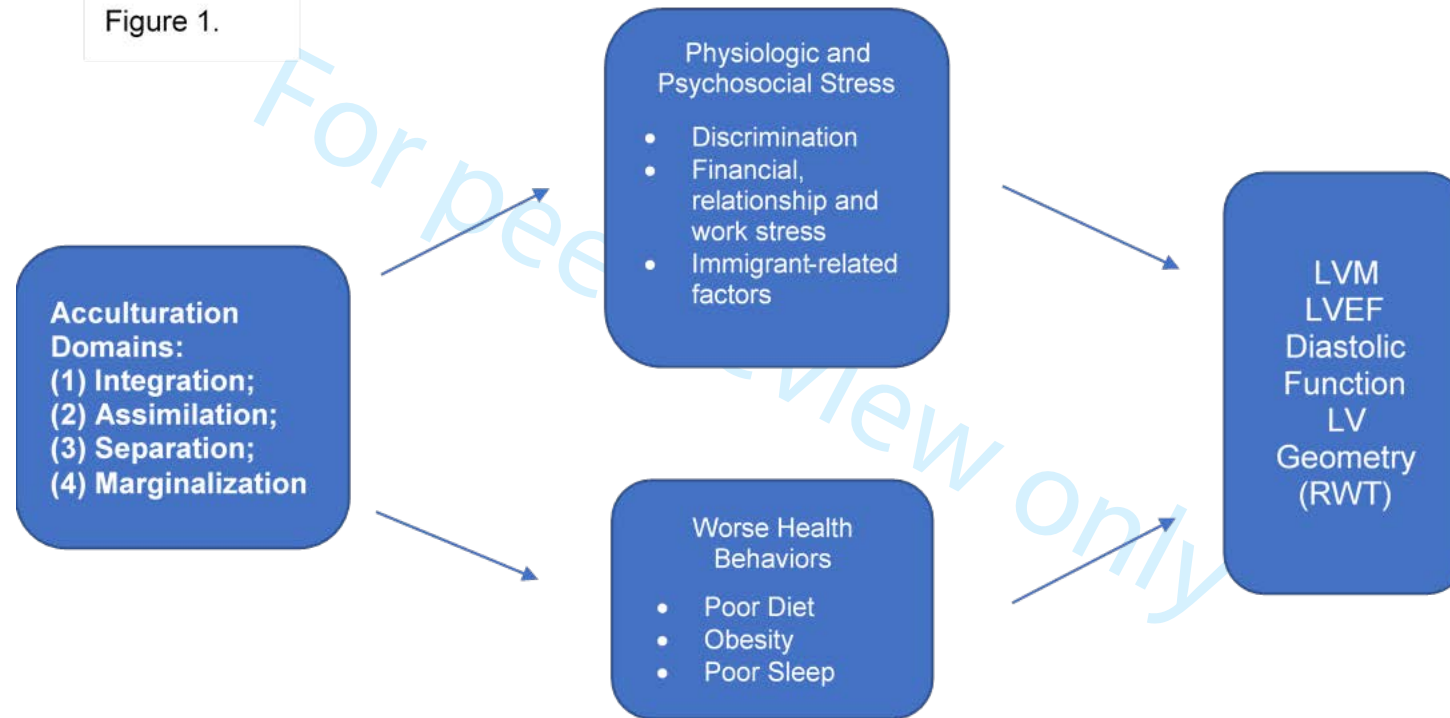 Figure 1.
Physiologic and
Psychosocial Stress
• Discrimination
• Financial,
relationship and
work stress
• Immigrant-related
factors
Acculturation
Domains:
(1) Integration;
(2) Assimilation;
(3) Separation;
(4) Marginalization
Worse Health
Behaviors
• Poor Diet
• Obesity
• Poor Sleep
LVM
LVEF
Diastolic
Function
LV
Geometry
(RWT)
For peer review only